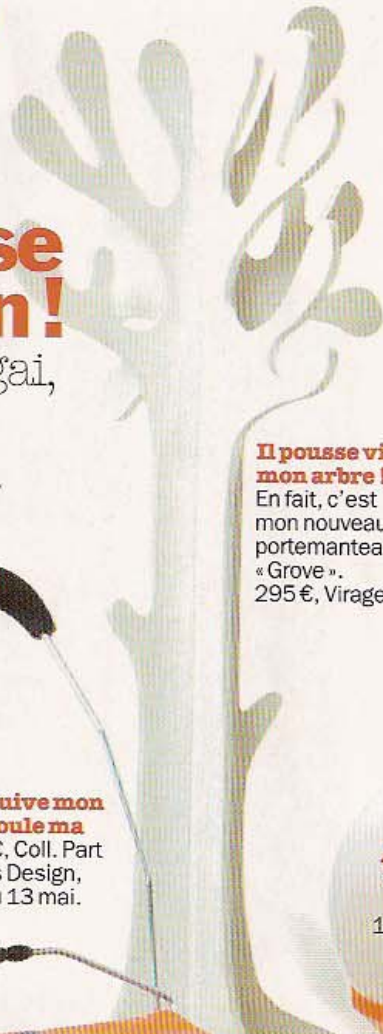 se
n!
gai,
Il pousse vi
mon arbre !
En fait, c'est
mon nouveau
portemantea
« Grove ».
295 €, Virage
uive mon
oule ma
€, Coll. Part
s Design,
13 mai.
1